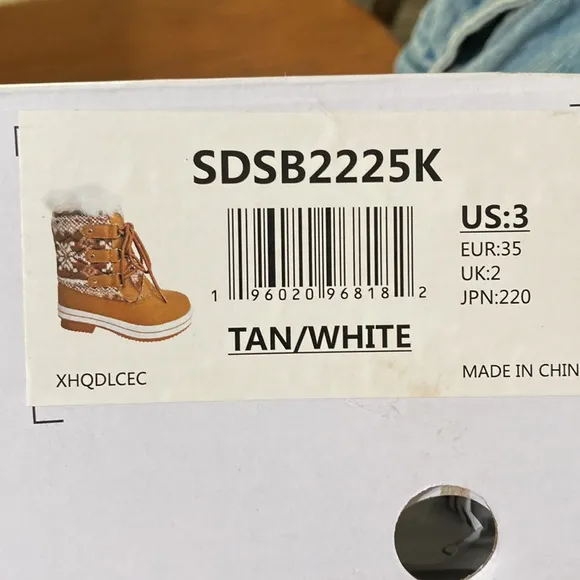 SDSB2225K
US:3
EUR:35
UK:2
JPN:220
1 96020 96818 2
TAN/WHITE
XHQDLCEC
MADE IN CHIN